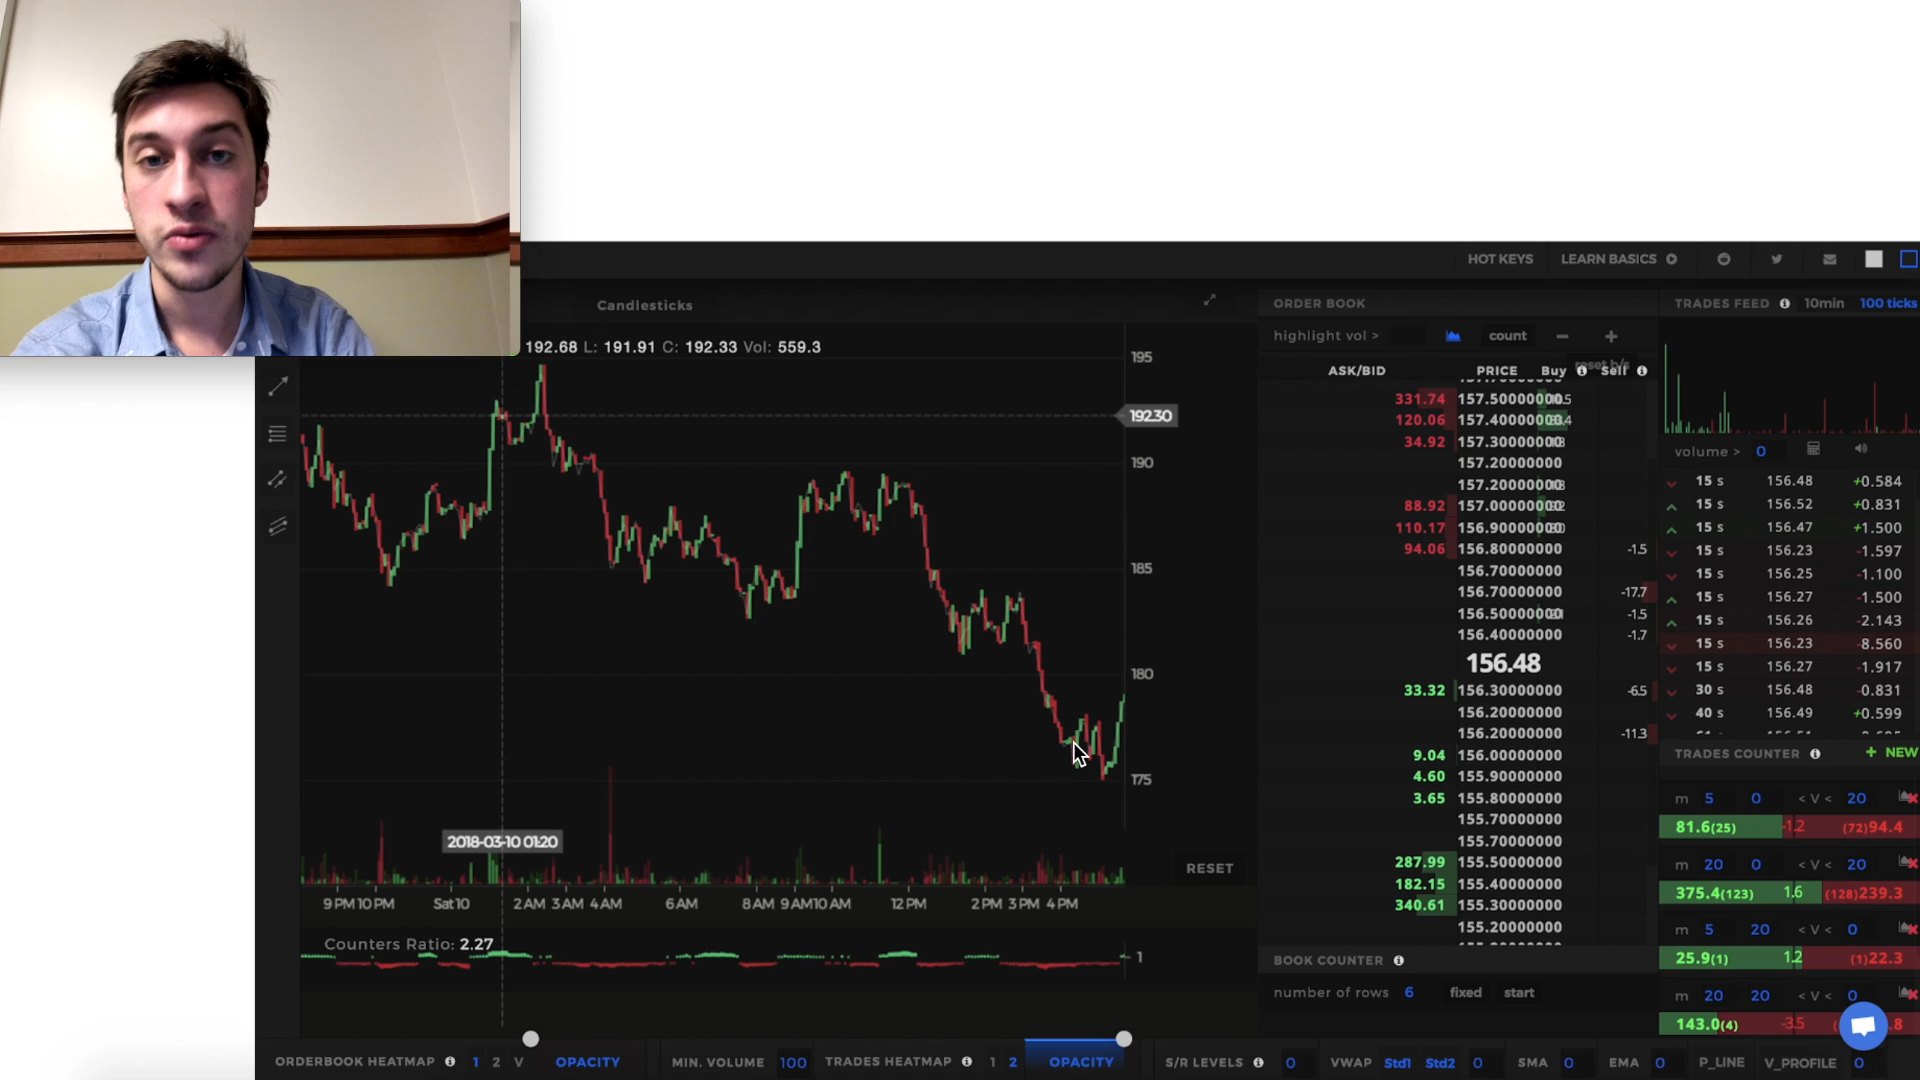 HOT KEYS LEARN BASICS
Candlesticks
192.68 L: 191.91 C: 192.33 Vol: 559.3
195
192.30
190
185
180
175
2018-03-10 01:20
RESET
9 PM 10 PM Sat 10 2 AM 3 AM 4 AM 6 AM 8 AM 9 AM 10 AM 12 PM 2 PM 3 PM 4 PM
Counters Ratio: 2.27
1
ORDER BOOK
highlight vol > count − +
reset b/s
ASK/BID PRICE Buy Sell
331.74 157.50000000
120.06 157.40000000
34.92 157.30000000
157.20000000
157.20000000
88.92 157.00000000
110.17 156.90000000
94.06 156.80000000 -1.5
156.70000000
156.70000000 -17.7
156.50000000 -1.5
156.40000000 -1.7
156.48
33.32 156.30000000 -6.5
156.20000000
156.20000000 -11.3
9.04 156.00000000
4.60 155.90000000
3.65 155.80000000
155.70000000
155.70000000
287.99 155.50000000
182.15 155.40000000
340.61 155.30000000
155.20000000
BOOK COUNTER
number of rows 6 fixed start
TRADES FEED 10min 100 ticks
volume > 0
15 s 156.48 +0.584
15 s 156.52 +0.831
15 s 156.47 +1.500
15 s 156.23 -1.597
15 s 156.25 -1.100
15 s 156.27 -1.500
15 s 156.26 -2.143
15 s 156.23 -8.560
15 s 156.27 -1.917
30 s 156.48 -0.831
40 s 156.49 +0.599
TRADES COUNTER + NEW
m 5 0 < V < 20
81.6(25) -1.2 (72)94.4
m 20 0 < V < 20
375.4(123) 1.6 (128)239.3
m 5 20 < V < 0
25.9(1) 1.2 (1)22.3
m 20 20 < V < 0
143.0(4) -3.5
ORDERBOOK HEATMAP 1 2 V OPACITY MIN. VOLUME 100 TRADES HEATMAP 1 2 OPACITY S/R LEVELS 0 VWAP Std1 Std2 0 SMA 0 EMA 0 P_LINE V_PROFILE 0